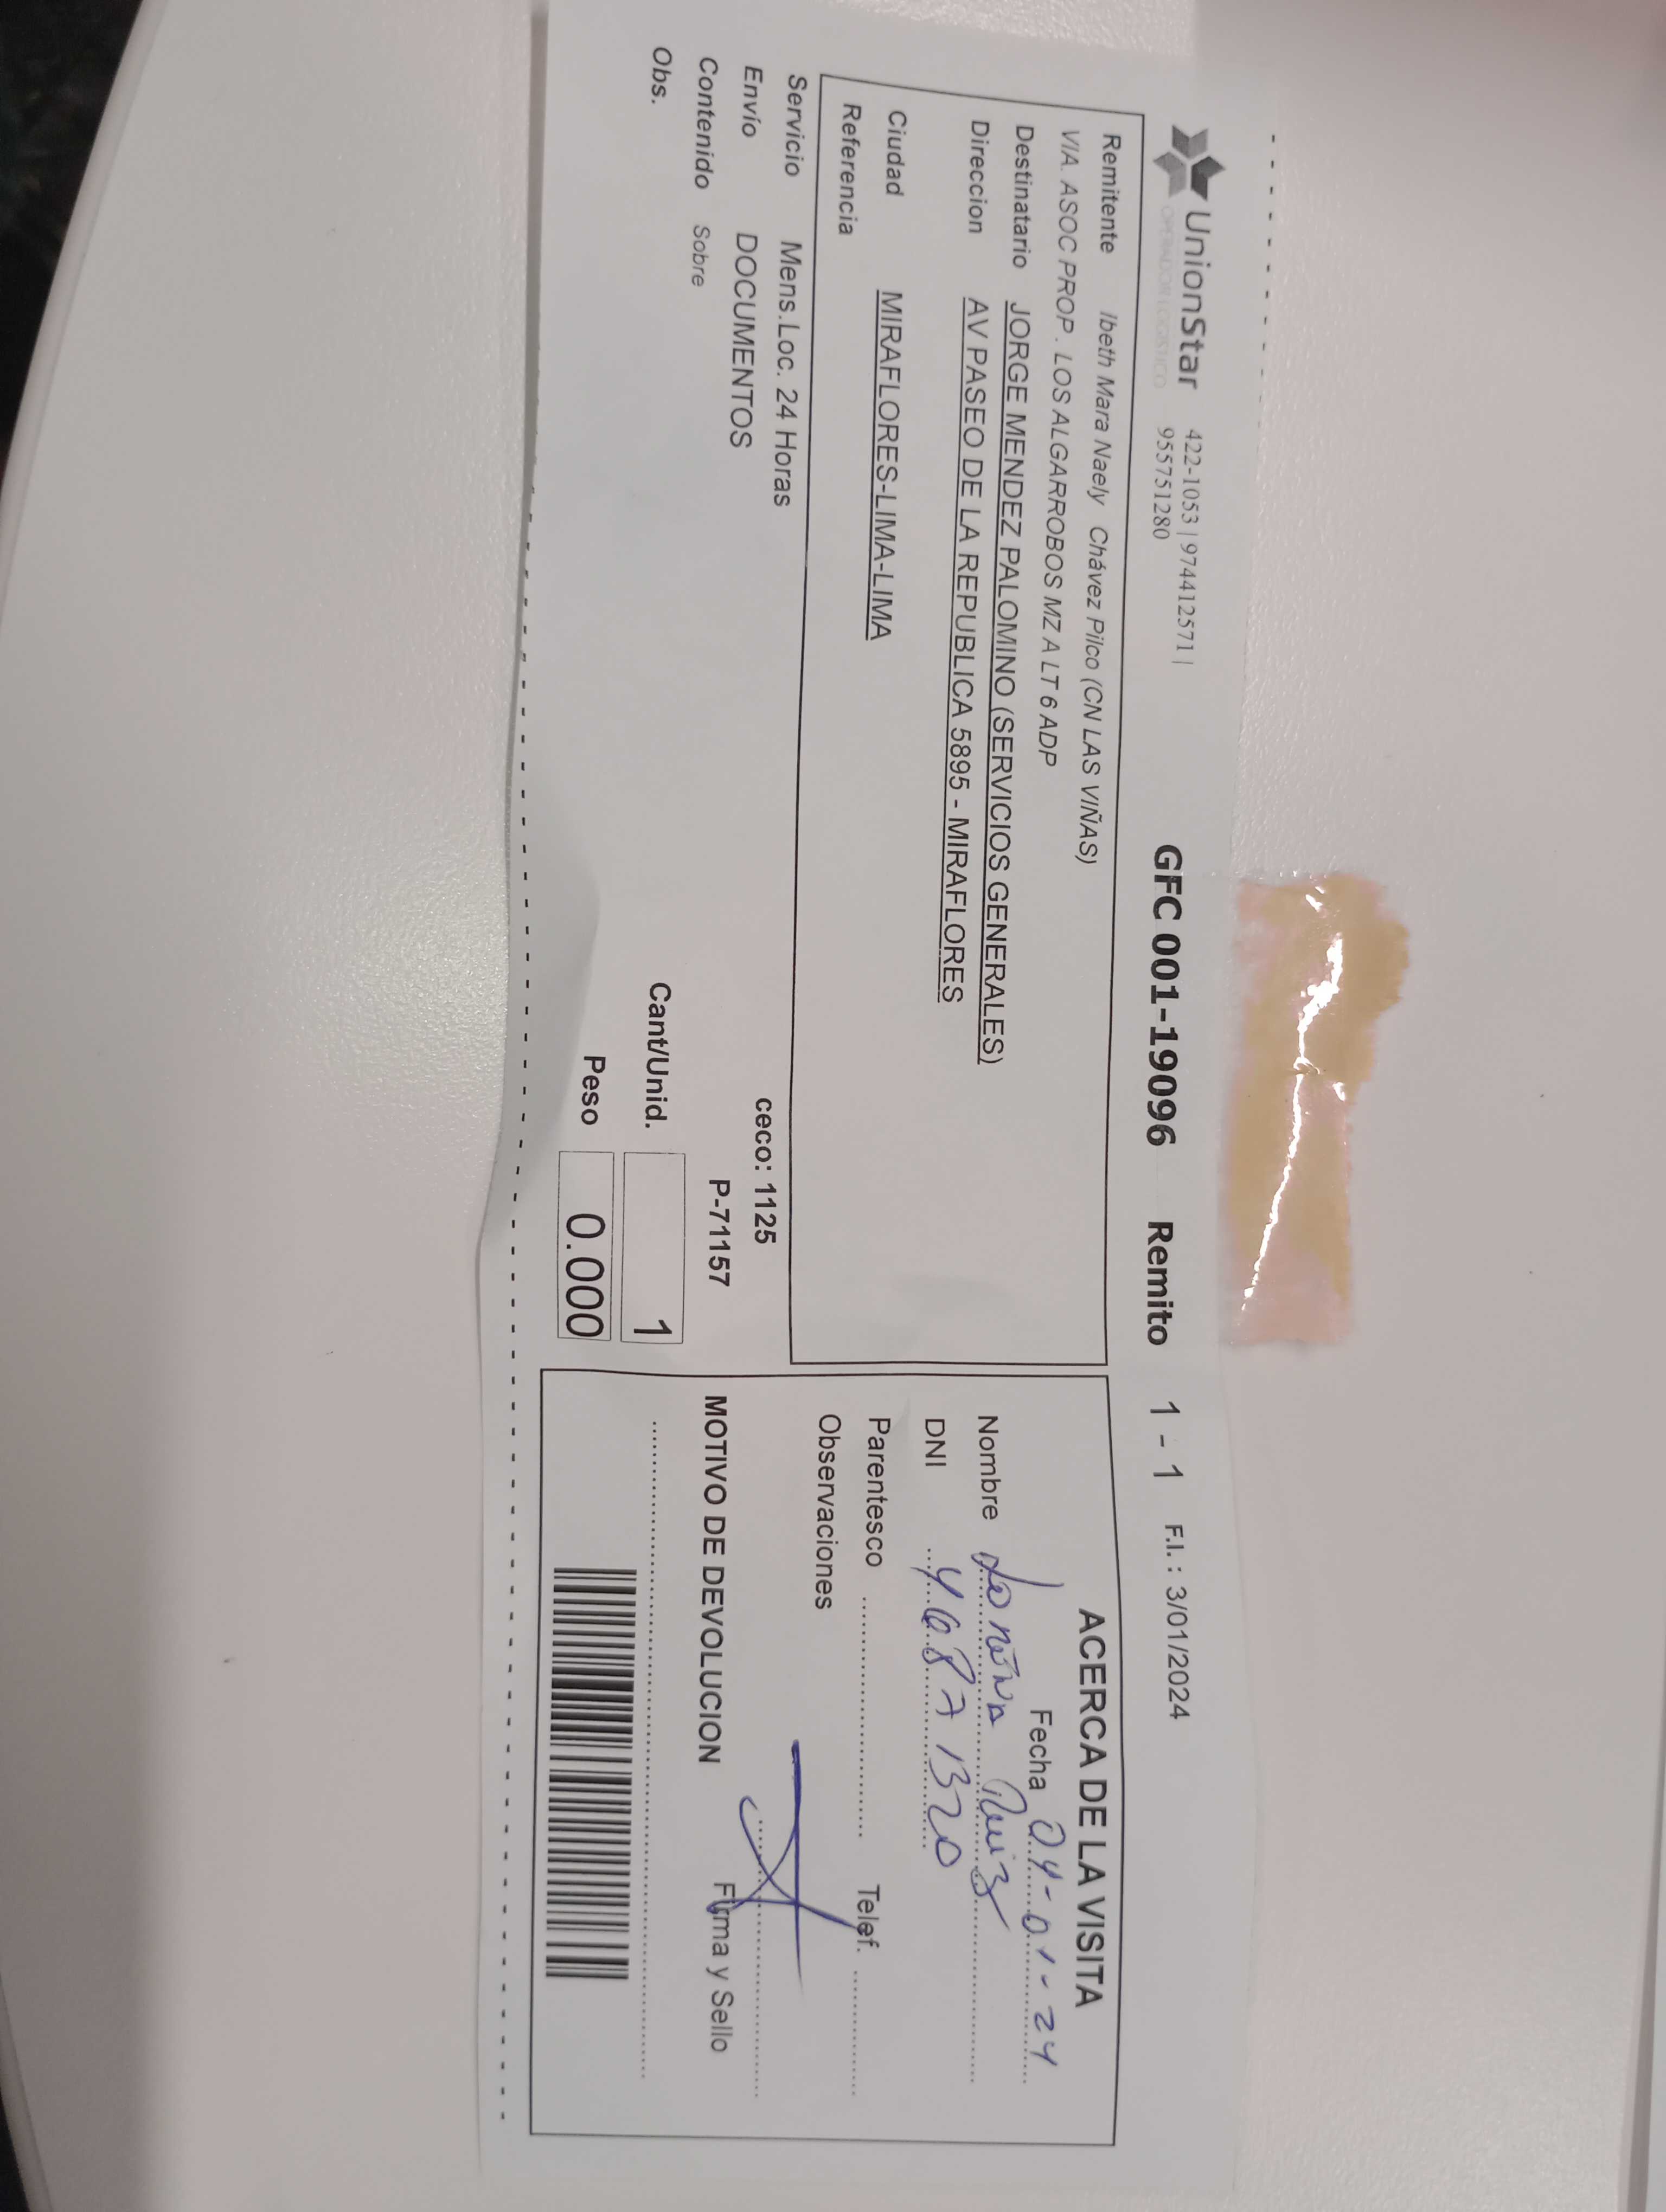 UnionStar 422-1053 | 974412571 |
OPERADOR LOGISTICO 955751280
GFC 001-19096 Remito 1 - 1 F.I. : 3/01/2024
Remitente Ibeth Mara Naely Chávez Pilco (CN LAS VIÑAS)
VIA. ASOC PROP . LOS ALGARROBOS MZ A LT 6 ADP
Destinatario JORGE MENDEZ PALOMINO (SERVICIOS GENERALES)
Direccion AV PASEO DE LA REPUBLICA 5895 - MIRAFLORES
Ciudad MIRAFLORES-LIMA-LIMA
Referencia
Servicio Mens.Loc. 24 Horas
Envío DOCUMENTOS
Contenido Sobre
Obs.
ceco: 1125
P-71157
Cant/Unid. 1
Peso 0.000
ACERCA DE LA VISITA
Fecha 04-01-24
Nombre Ruiz
DNI 46871320
Parentesco Telef.
Observaciones
MOTIVO DE DEVOLUCION Firma y Sello